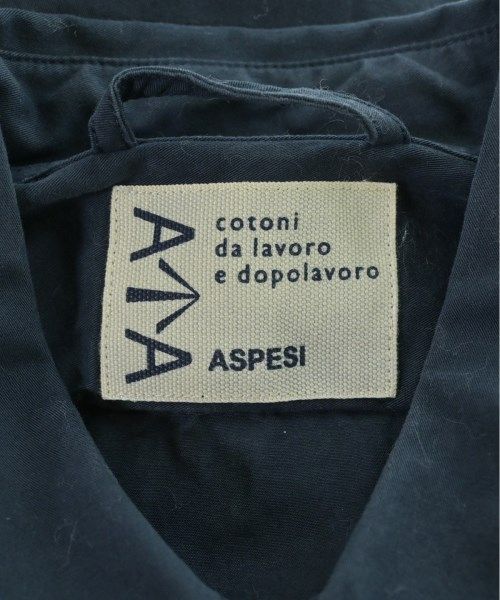 cotoni
da lavoro
e dopolavoro
ASPESI